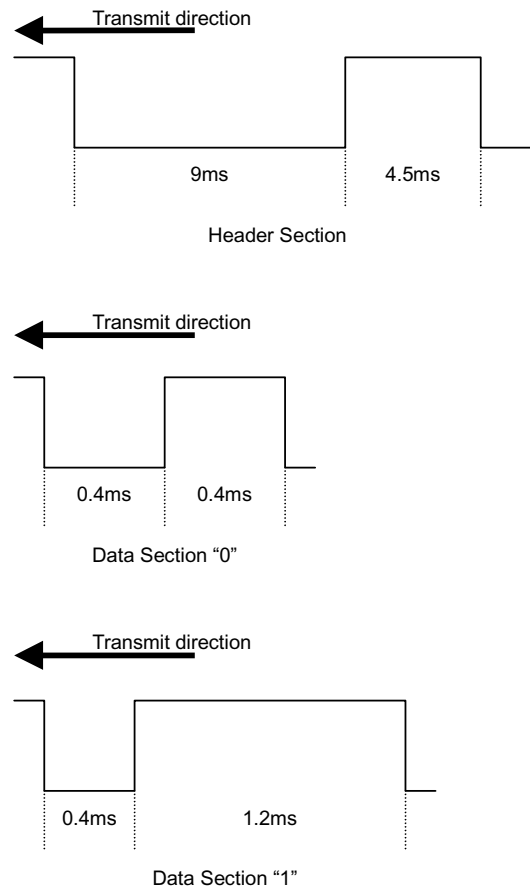 Transmit direction
9ms 4.5ms
Header Section
Transmit direction
0.4ms 0.4ms
Data Section “0”
Transmit direction
0.4ms 1.2ms
Data Section “1”